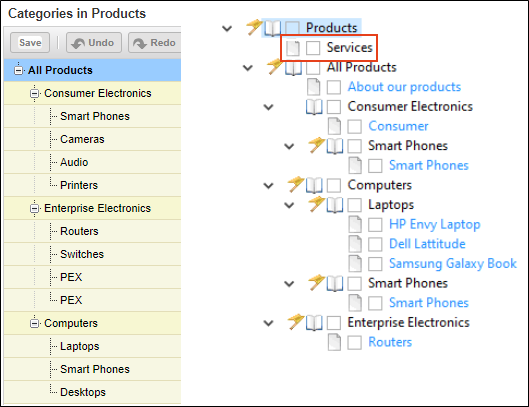 Categories in Products
Save
Undo
Redo
All Products
Consumer Electronics
Smart Phones
Cameras
Audio
Printers
Enterprise Electronics
Routers
Switches
PEX
PEX
Computers
Laptops
Smart Phones
Desktops
Products
Services
All Products
About our products
Consumer Electronics
Consumer
Smart Phones
Smart Phones
Computers
Laptops
HP Envy Laptop
Dell Lattitude
Samsung Galaxy Book
Smart Phones
Smart Phones
Enterprise Electronics
Routers